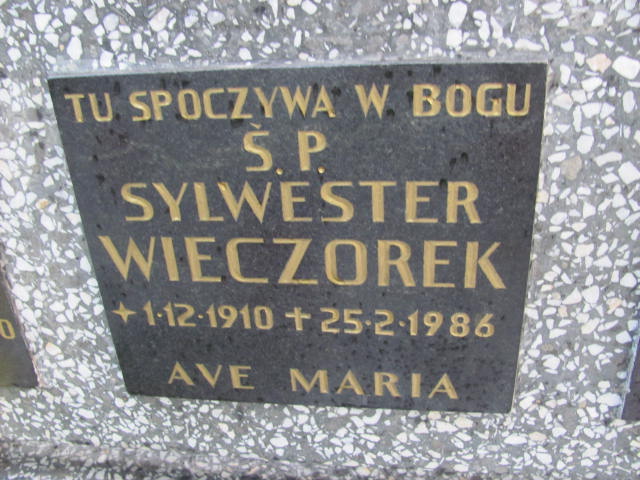 TU SPOCZYWA W BOGU
Š.P.
SYLWESTER
WIECZOREK
1·12·1910 ✝ 25·2·1986
AVE MARIA